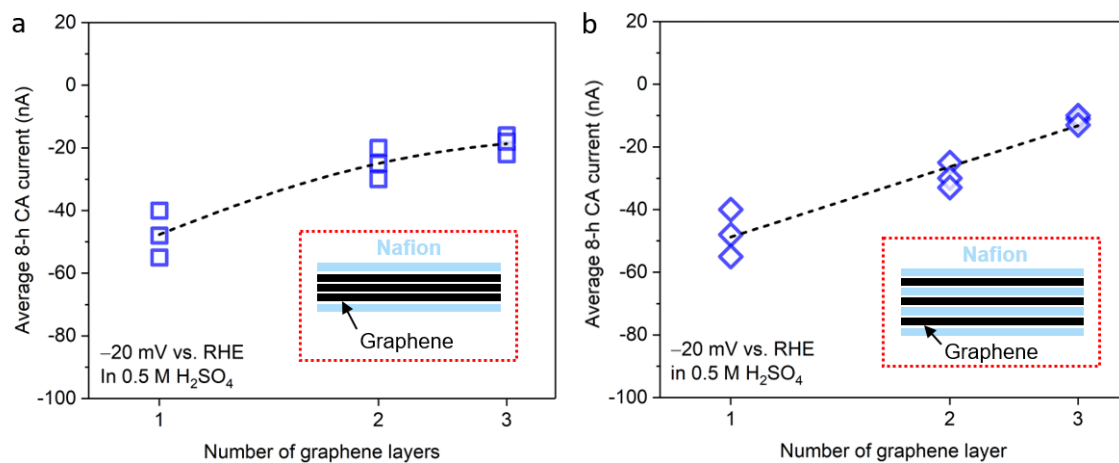 a
20
0
-20
-40
-60
-80
-100
Average 8-h CA current (nA)
Nafion
Graphene
−20 mV vs. RHE
In 0.5 M H₂SO₄
1
2
3
Number of graphene layers
b
20
0
-20
-40
-60
-80
-100
Average 8-h CA current (nA)
Nafion
Graphene
−20 mV vs. RHE
in 0.5 M H₂SO₄
1
2
3
Number of graphene layer